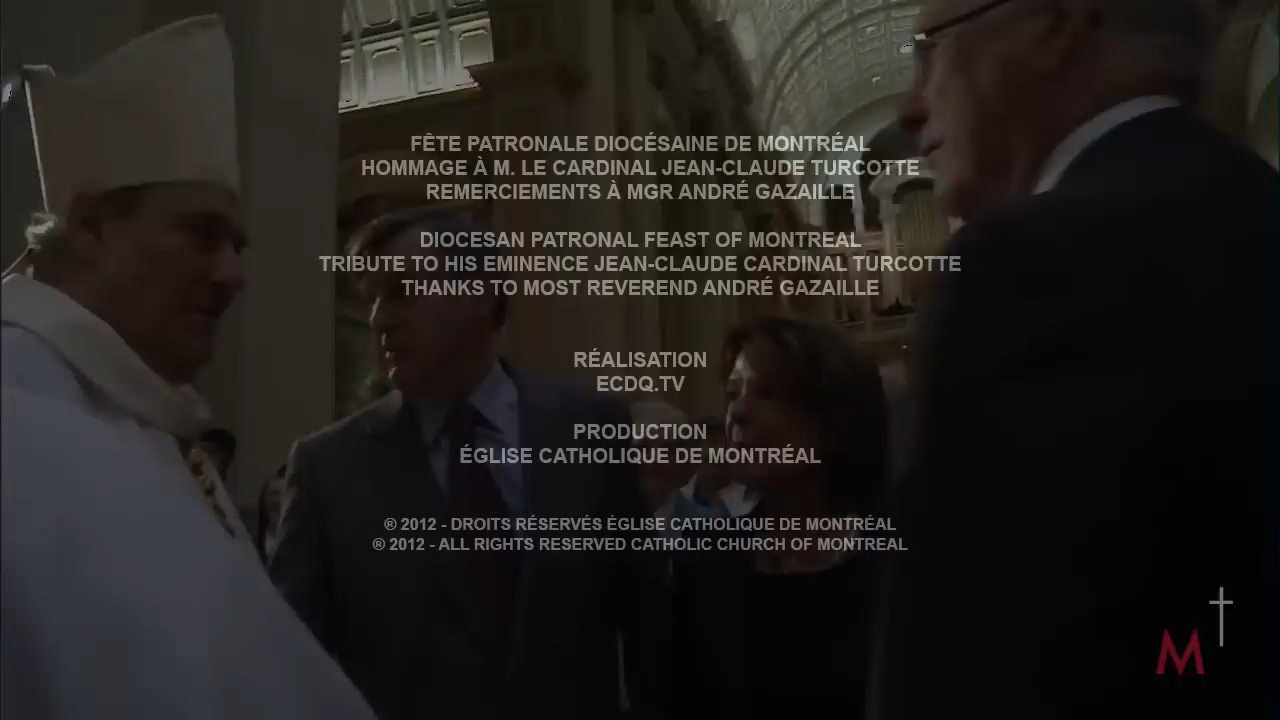 FÊTE PATRONALE DIOCÉSAINE DE MONTRÉAL
HOMMAGE À M. LE CARDINAL JEAN-CLAUDE TURCOTTE
REMERCIEMENTS À MGR ANDRÉ GAZAILLE
DIOCESAN PATRONAL FEAST OF MONTREAL
TRIBUTE TO HIS EMINENCE JEAN-CLAUDE CARDINAL TURCOTTE
THANKS TO MOST REVEREND ANDRÉ GAZAILLE
RÉALISATION
ECDQ.TV
PRODUCTION
ÉGLISE CATHOLIQUE DE MONTRÉAL
® 2012 - DROITS RÉSERVÉS ÉGLISE CATHOLIQUE DE MONTRÉAL
® 2012 - ALL RIGHTS RESERVED CATHOLIC CHURCH OF MONTREAL
M